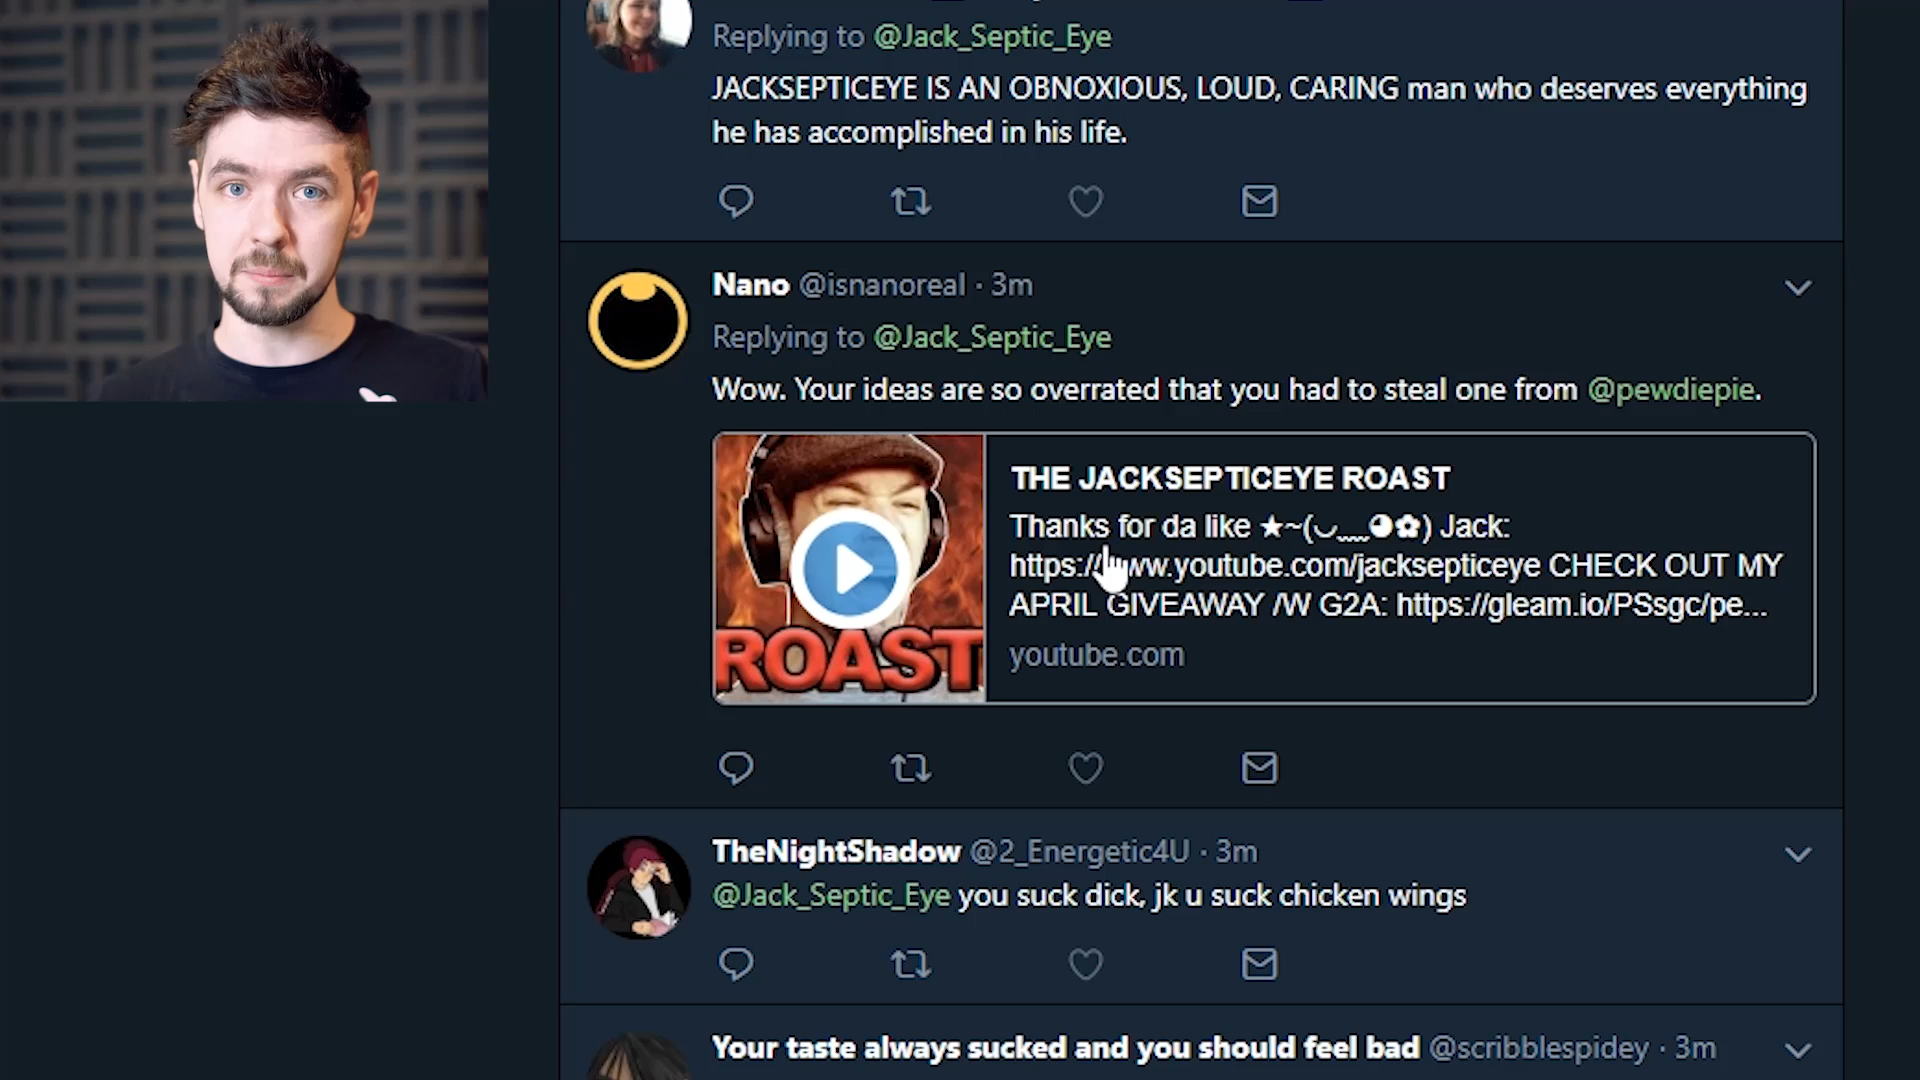 Replying to @Jack_Septic_Eye
JACKSEPTICEYE IS AN OBNOXIOUS, LOUD, CARING man who deserves everything
he has accomplished in his life.
Nano @isnanoreal · 3m
Replying to @Jack_Septic_Eye
Wow. Your ideas are so overrated that you had to steal one from @pewdiepie.
ROAST
THE JACKSEPTICEYE ROAST
Thanks for da like ★~(◡﹏◕✿) Jack:
https://www.youtube.com/jacksepticeye CHECK OUT MY
APRIL GIVEAWAY /W G2A: https://gleam.io/PSsgc/pe...
youtube.com
TheNightShadow @2_Energetic4U · 3m
@Jack_Septic_Eye you suck dick, jk u suck chicken wings
Your taste always sucked and you should feel bad @scribblespidey · 3m